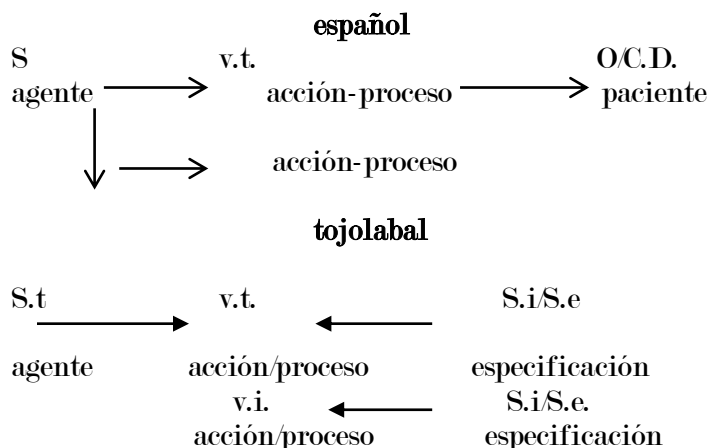 español
S v.t. O/C.D.
agente acción-proceso paciente
acción-proceso
tojolabal
S.t v.t. S.i/S.e
agente acción/proceso especificación
v.i. S.i/S.e.
acción/proceso especificación